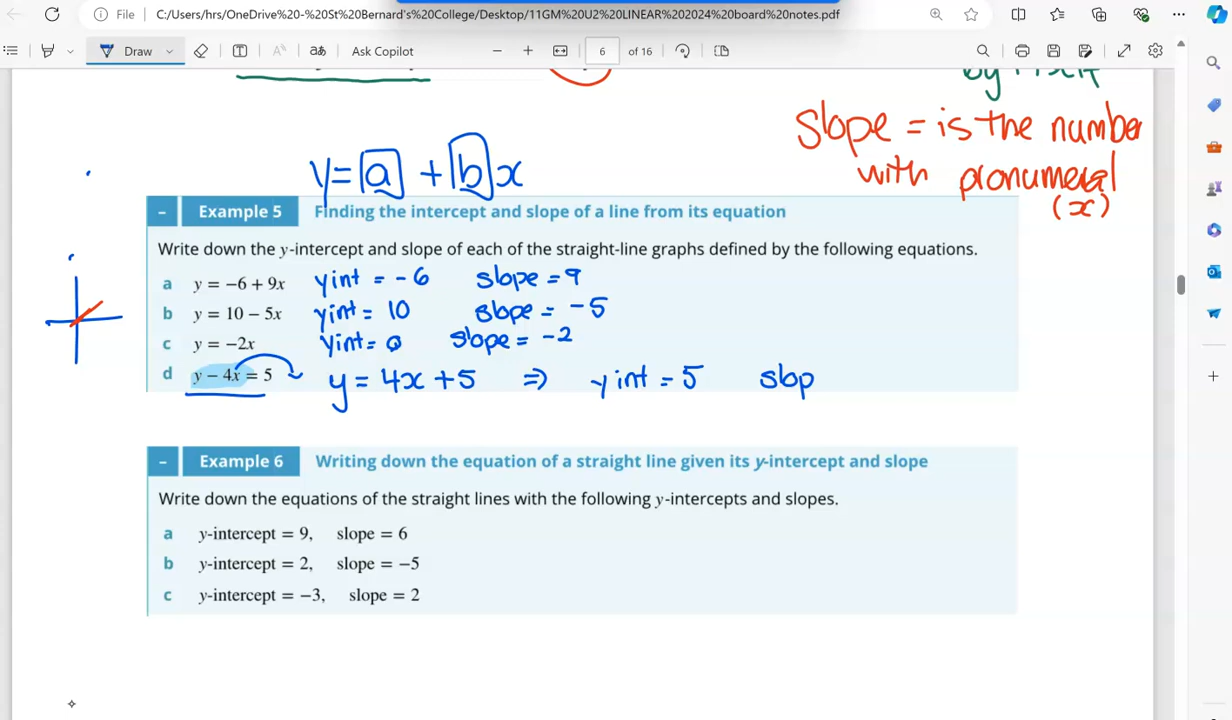 File C:/Users/hrs/OneDrive%20-%20St%20Bernard's%20College/Desktop/11GM%20U2%20LINEAR%202024%20board%20notes.pdf
Draw
Ask Copilot
6 of 16
by itself
slope = is the number
with pronumeral
(x)
y = a + b x
Example 5 Finding the intercept and slope of a line from its equation
Write down the y-intercept and slope of each of the straight-line graphs defined by the following equations.
a y = −6 + 9x yint = -6 slope = 9
b y = 10 − 5x yint = 10 slope = -5
c y = −2x yint = 0 slope = -2
d y − 4x = 5 y = 4x + 5 ⇒ yint = 5 slop
Example 6 Writing down the equation of a straight line given its y-intercept and slope
Write down the equations of the straight lines with the following y-intercepts and slopes.
a y-intercept = 9, slope = 6
b y-intercept = 2, slope = −5
c y-intercept = −3, slope = 2